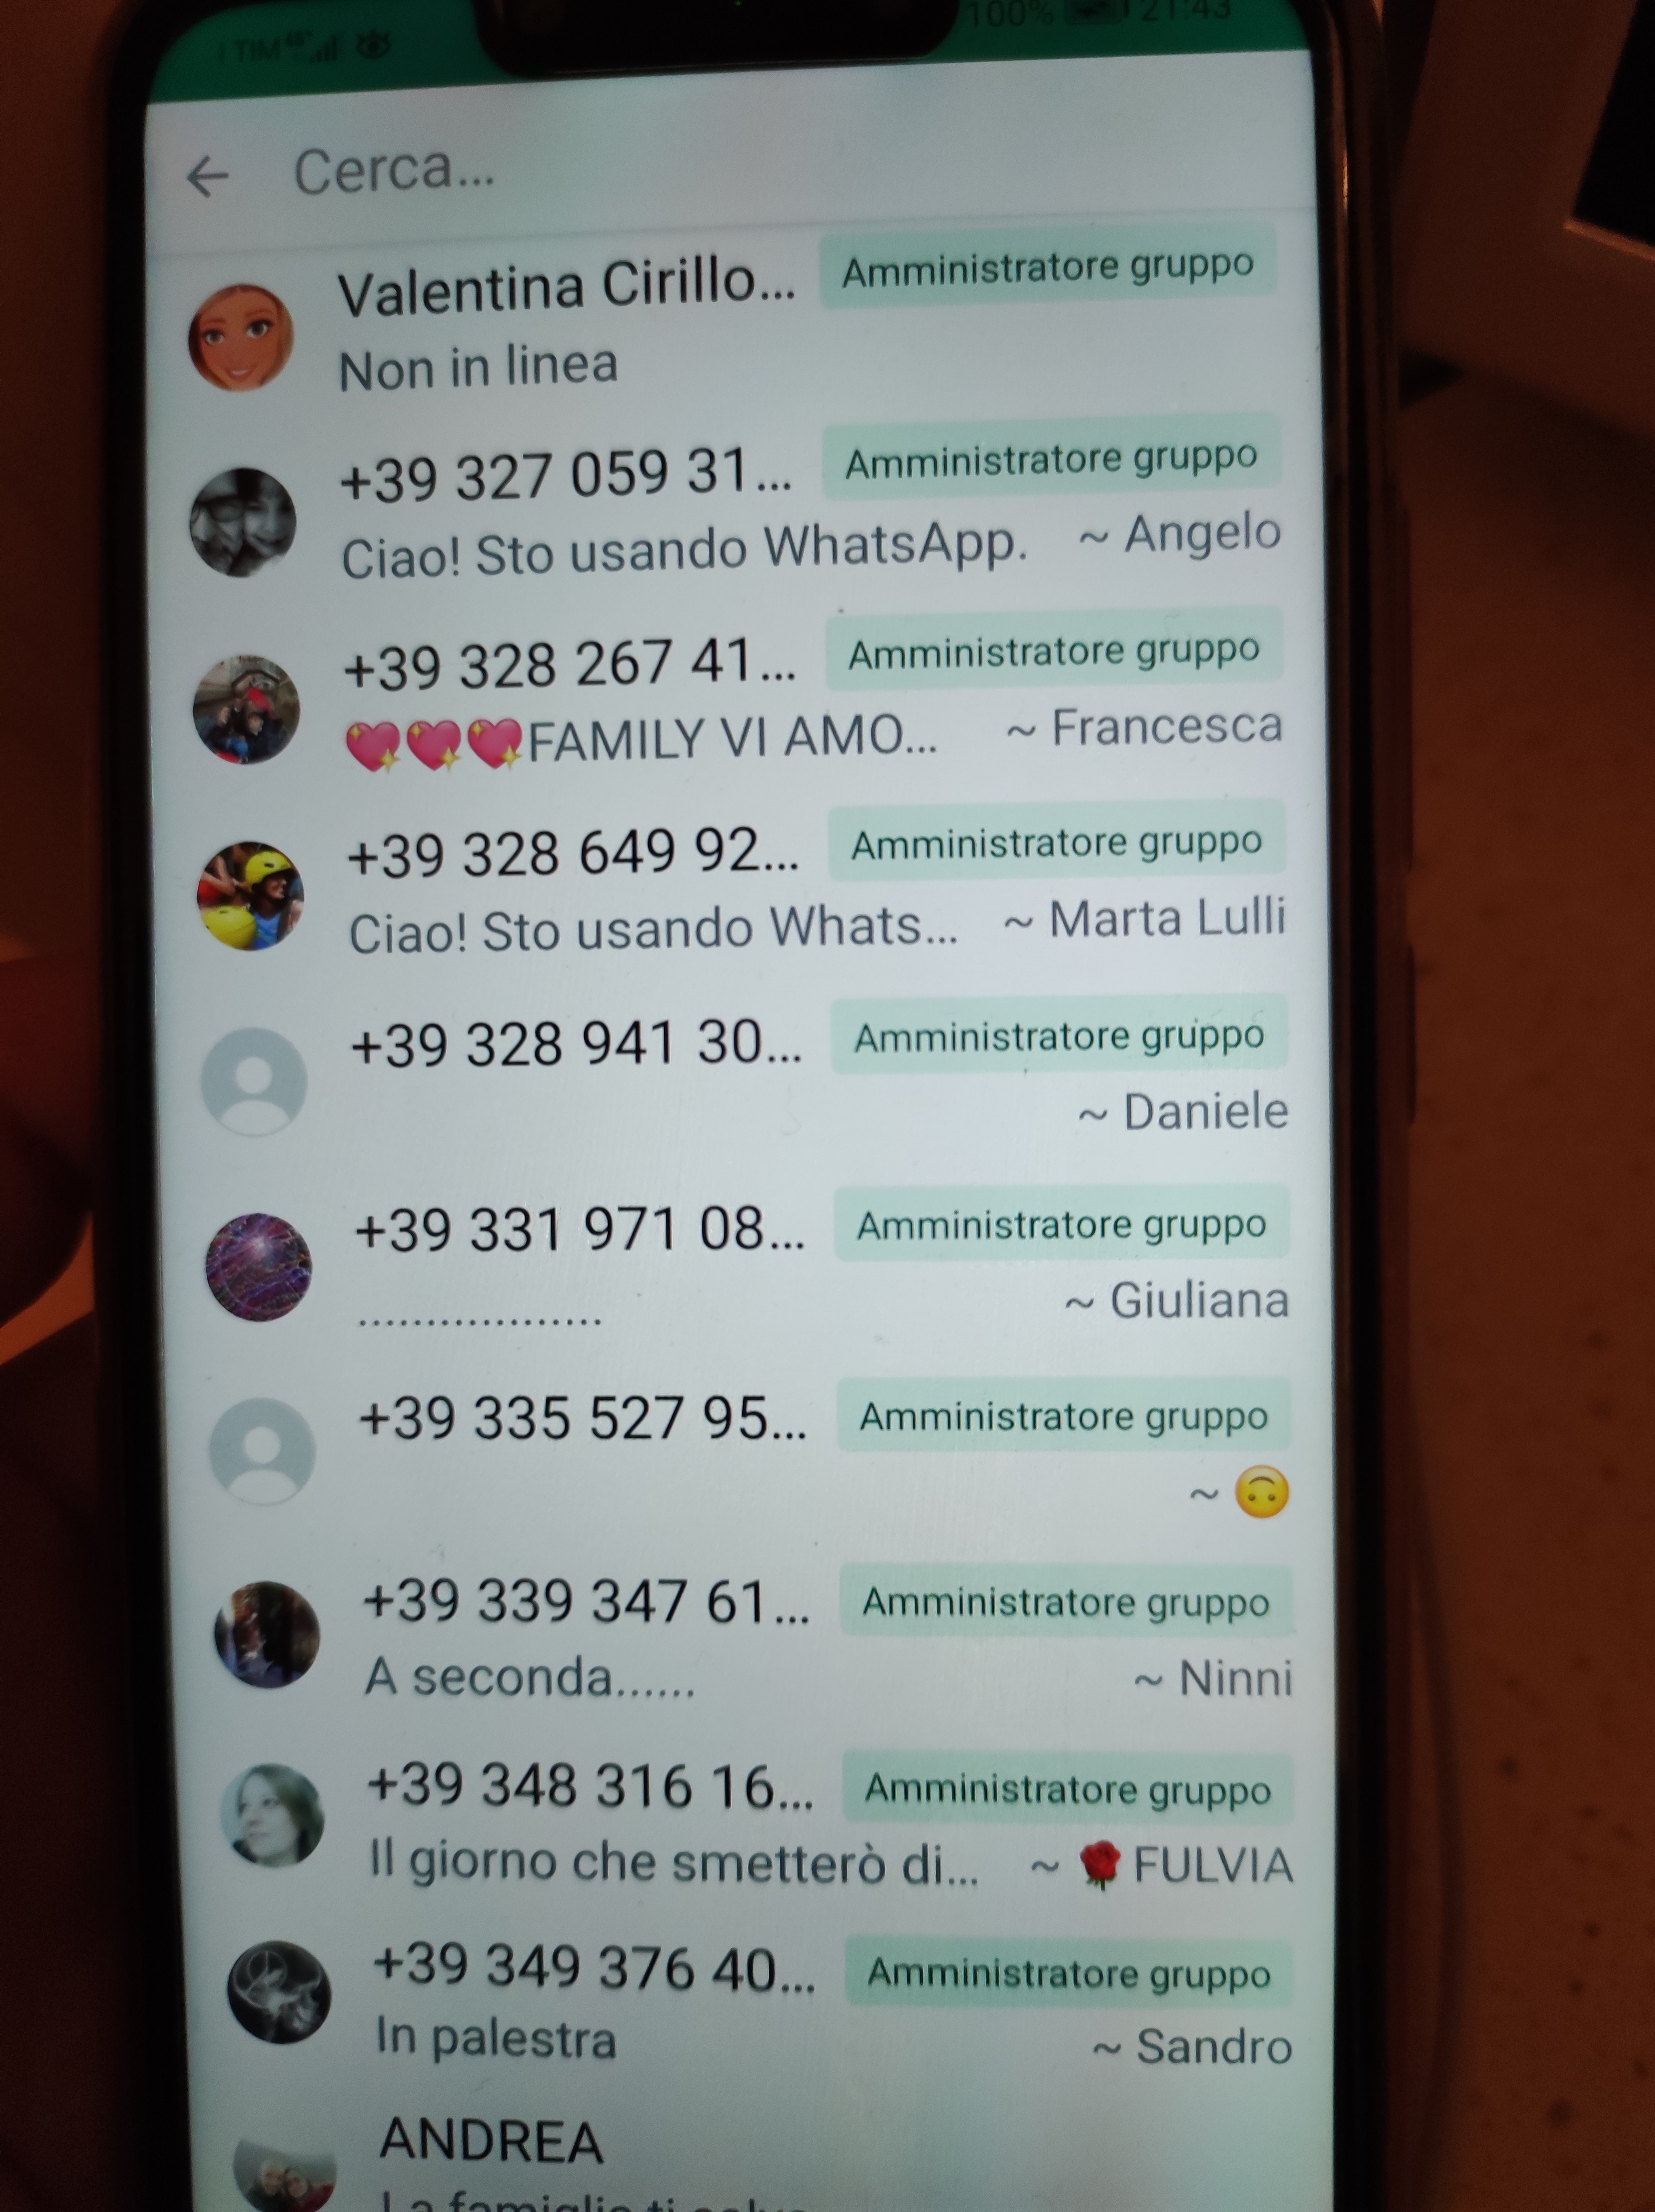 TIM 4G+ 100% 21:43
Cerca...
Valentina Cirillo... Amministratore gruppo
Non in linea
+39 327 059 31... Amministratore gruppo
Ciao! Sto usando WhatsApp. ~ Angelo
+39 328 267 41... Amministratore gruppo
💖💖💖FAMILY VI AMO... ~ Francesca
+39 328 649 92... Amministratore gruppo
Ciao! Sto usando Whats... ~ Marta Lulli
+39 328 941 30... Amministratore gruppo
~ Daniele
+39 331 971 08... Amministratore gruppo
.................. ~ Giuliana
+39 335 527 95... Amministratore gruppo
~ 🙃
+39 339 347 61... Amministratore gruppo
A seconda...... ~ Ninni
+39 348 316 16... Amministratore gruppo
Il giorno che smetterò di... ~ 🌹 FULVIA
+39 349 376 40... Amministratore gruppo
In palestra ~ Sandro
ANDREA
La famiglia ti